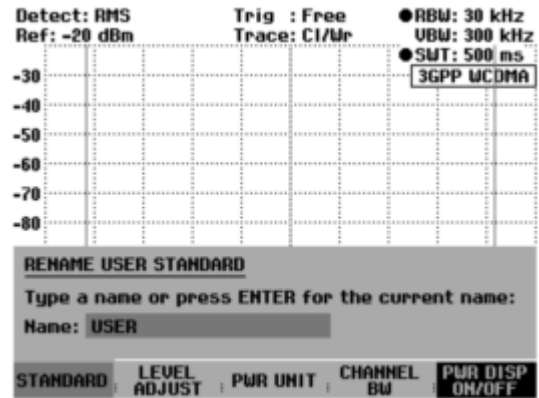 Detect: RMS Trig : Free ●RBW: 30 kHz
Ref: -20 dBm Trace: Cl/Wr VBW: 300 kHz
●SWT: 500 ms
3GPP WCDMA
-30
-40
-50
-60
-70
-80
RENAME USER STANDARD
Type a name or press ENTER for the current name:
Name: USER
STANDARD LEVEL ADJUST PWR UNIT CHANNEL BW PWR DISP ON/OFF